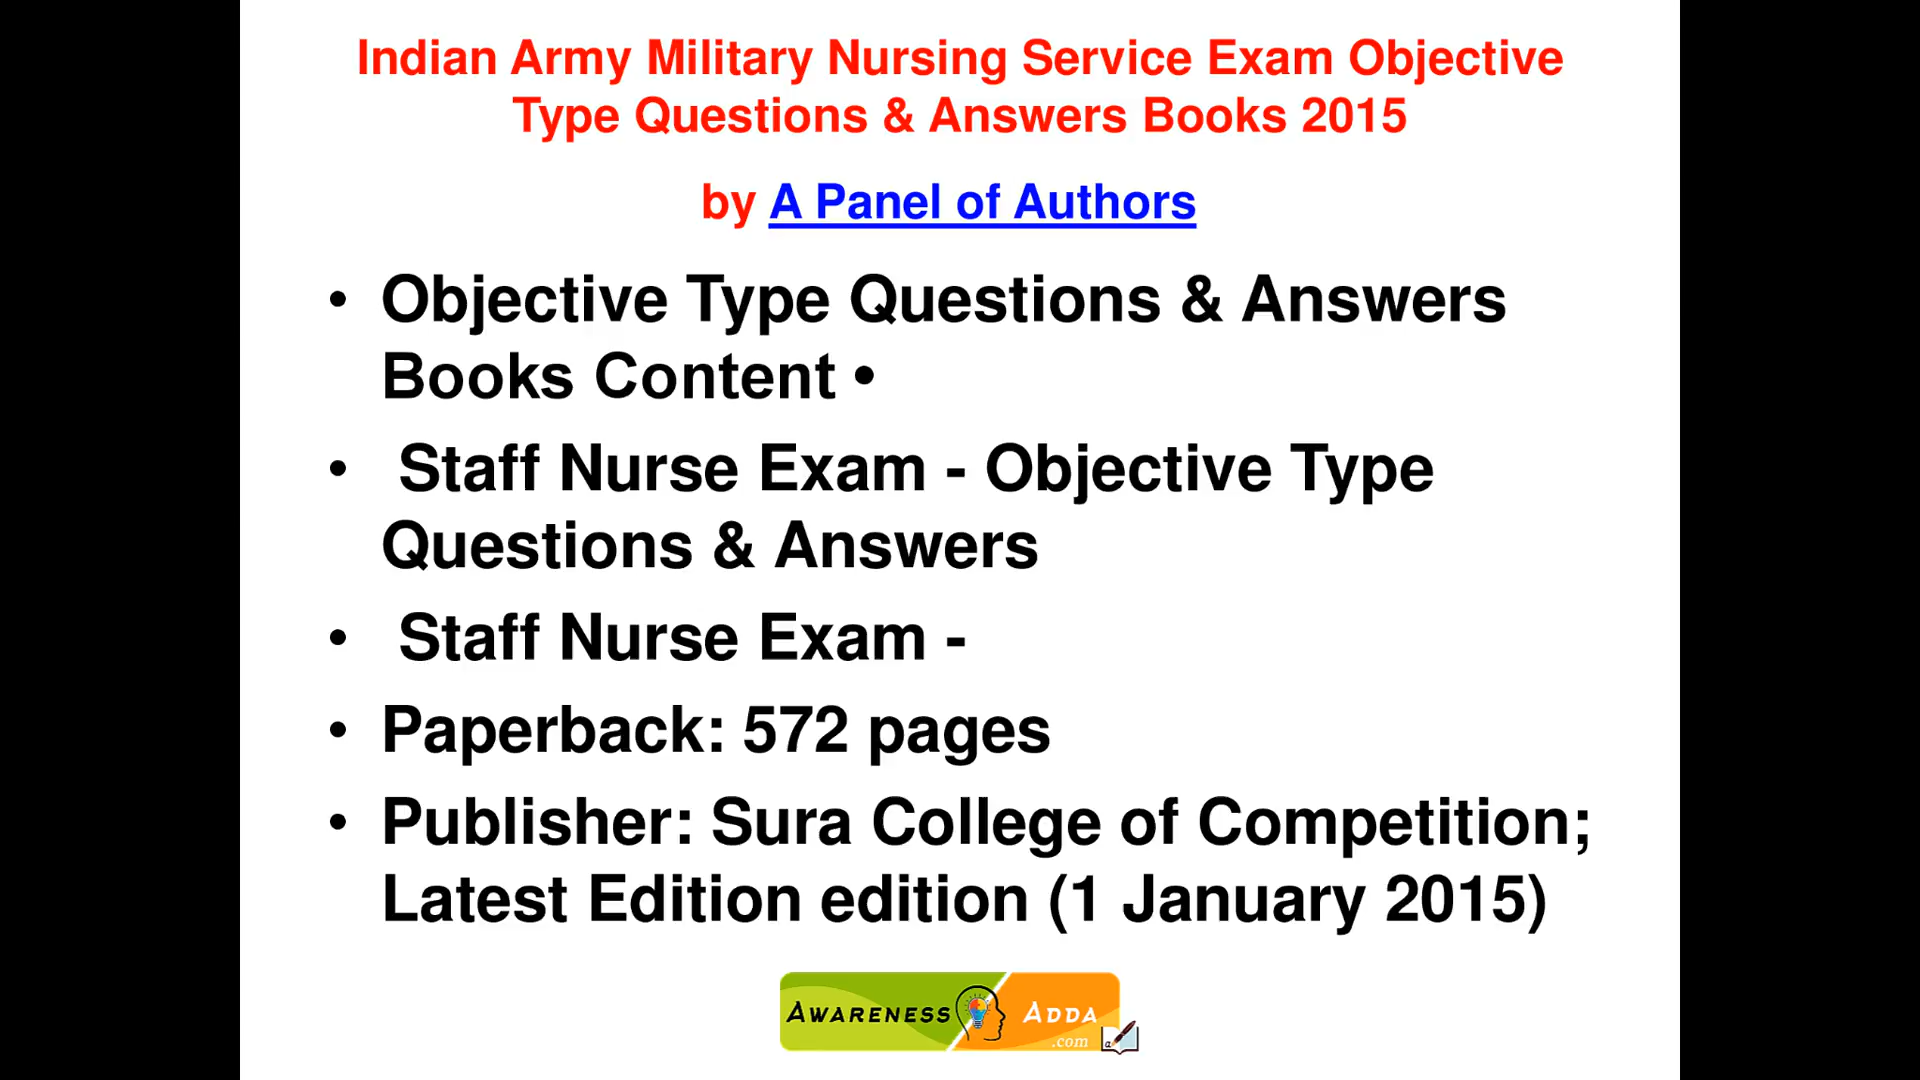 Indian Army Military Nursing Service Exam Objective
Type Questions & Answers Books 2015
by A Panel of Authors
• Objective Type Questions & Answers
Books Content •
• Staff Nurse Exam - Objective Type
Questions & Answers
• Staff Nurse Exam -
• Paperback: 572 pages
• Publisher: Sura College of Competition;
Latest Edition edition (1 January 2015)
AWARENESS ADDA
.com